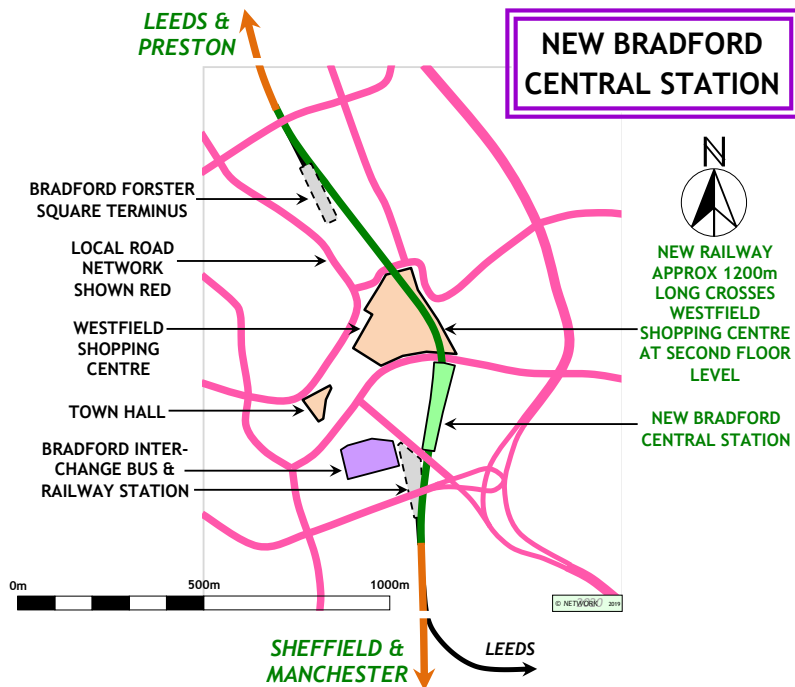 LEEDS &
PRESTON
NEW BRADFORD
CENTRAL STATION
N
BRADFORD FORSTER
SQUARE TERMINUS
LOCAL ROAD
NETWORK
SHOWN RED
WESTFIELD
SHOPPING
CENTRE
TOWN HALL
BRADFORD INTER-
CHANGE BUS &
RAILWAY STATION
NEW RAILWAY
APPROX 1200m
LONG CROSSES
WESTFIELD
SHOPPING CENTRE
AT SECOND FLOOR
LEVEL
NEW BRADFORD
CENTRAL STATION
0m 500m 1000m
© NETWORK 2020 2019
SHEFFIELD &
MANCHESTER
LEEDS